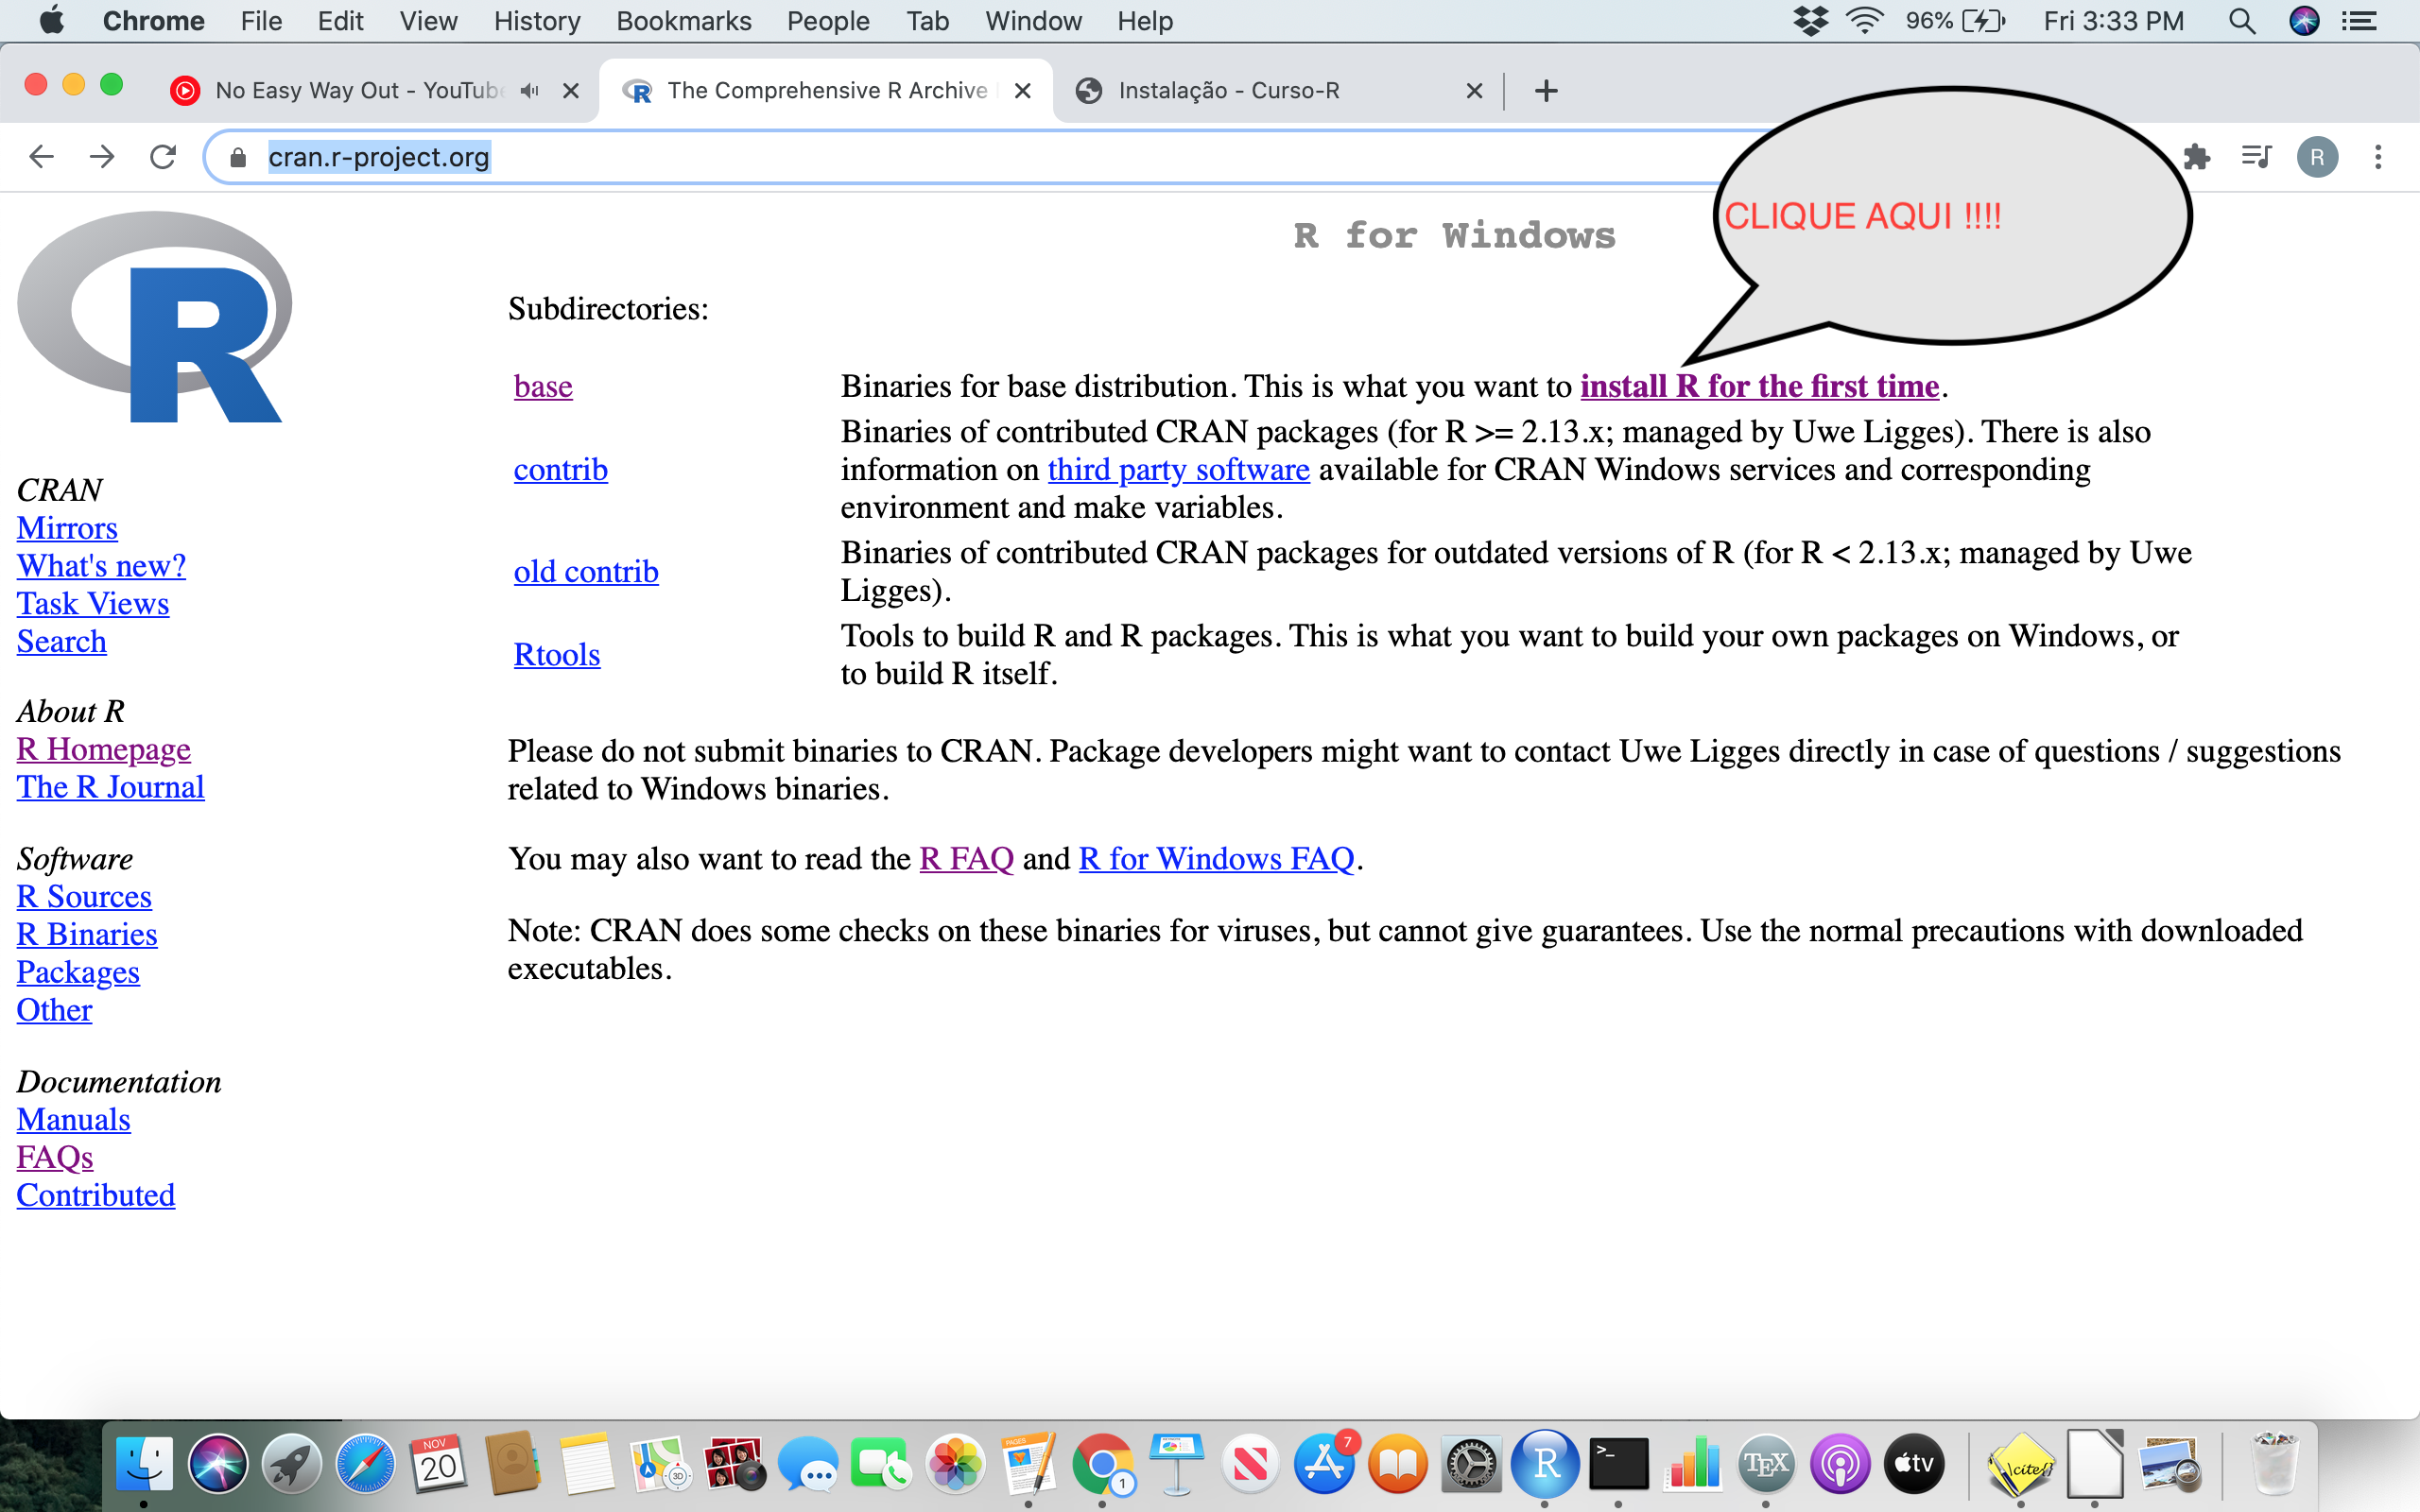 Chrome File Edit View History Bookmarks People Tab Window Help 96% Fri 3:33 PM
No Easy Way Out - YouTube The Comprehensive R Archive Instalação - Curso-R
cran.r-project.org R
CLIQUE AQUI !!!!
R for Windows
R
Subdirectories:
base Binaries for base distribution. This is what you want to install R for the first time.
contrib Binaries of contributed CRAN packages (for R >= 2.13.x; managed by Uwe Ligges). There is also
information on third party software available for CRAN Windows services and corresponding
environment and make variables.
old contrib Binaries of contributed CRAN packages for outdated versions of R (for R < 2.13.x; managed by Uwe
Ligges).
Rtools Tools to build R and R packages. This is what you want to build your own packages on Windows, or
to build R itself.
Please do not submit binaries to CRAN. Package developers might want to contact Uwe Ligges directly in case of questions / suggestions
related to Windows binaries.
You may also want to read the R FAQ and R for Windows FAQ.
Note: CRAN does some checks on these binaries for viruses, but cannot give guarantees. Use the normal precautions with downloaded
executables.
CRAN
Mirrors
What's new?
Task Views
Search
About R
R Homepage
The R Journal
Software
R Sources
R Binaries
Packages
Other
Documentation
Manuals
FAQs
Contributed
NOV
20
3D
PAGES
1
7
R
>_
TEX
tv
\cite{}